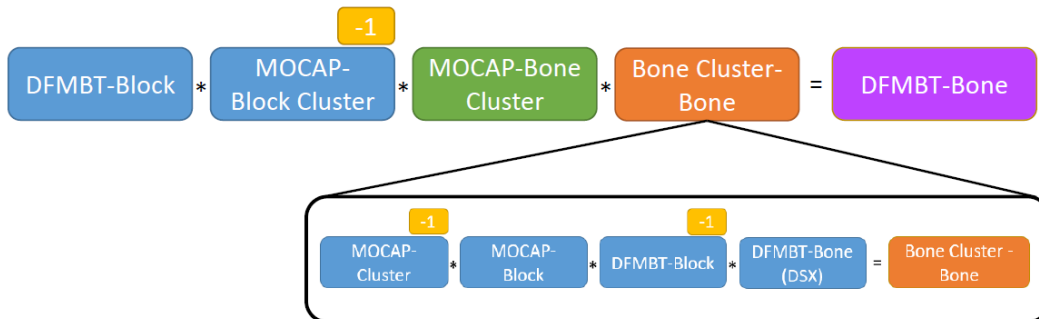 -1
DFMBT-Block * MOCAP- * MOCAP-Bone * Bone Cluster- = DFMBT-Bone
Block Cluster Cluster Bone
-1 -1
MOCAP- * MOCAP- * DFMBT-Block * DFMBT-Bone = Bone Cluster -
Cluster Block (DSX) Bone